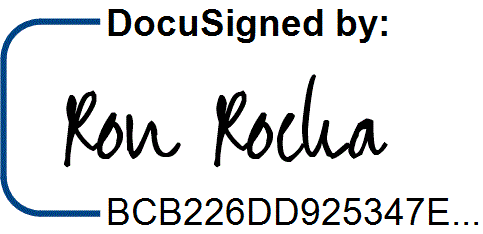 DocuSigned by:
Ron Rocha
BCB226DD925347E...